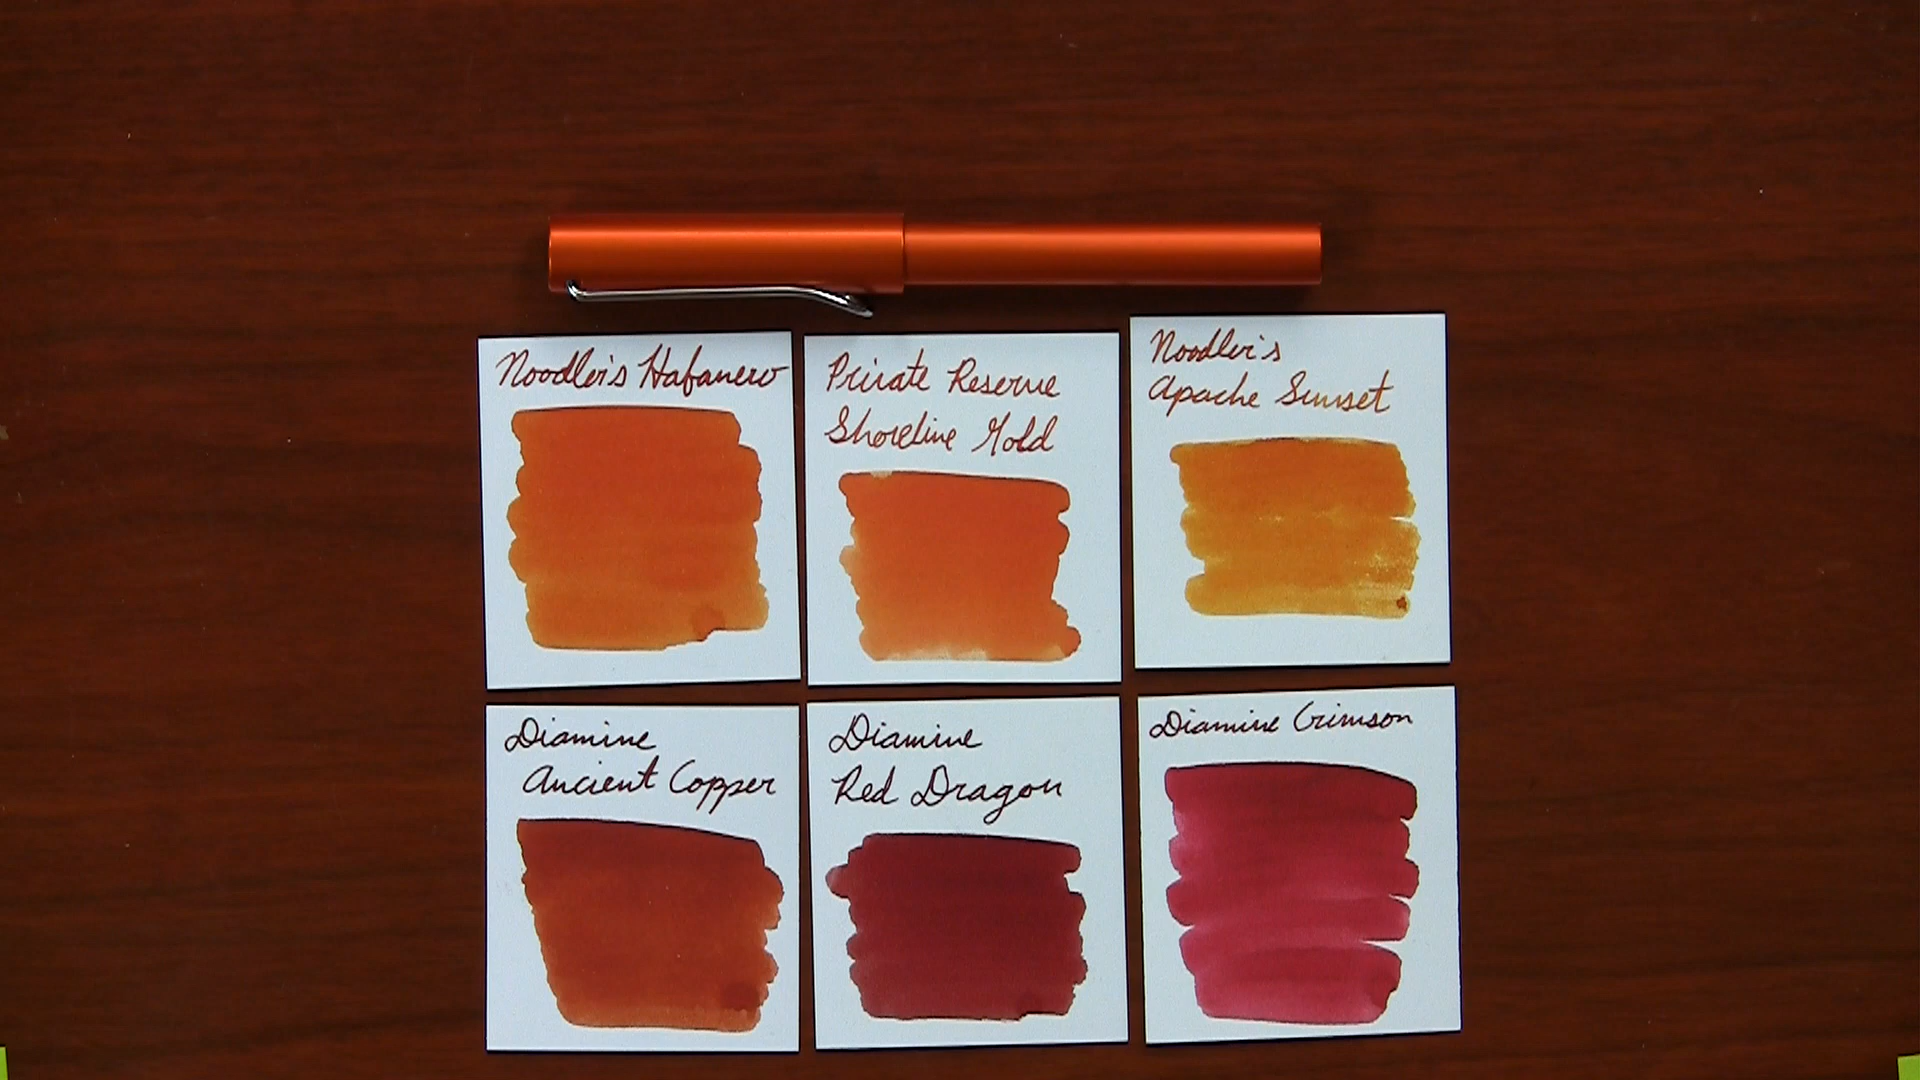 Noodler's Habanero
Private Reserve
Shoreline Gold
Noodler's
Apache Sunset
Diamine
Ancient Copper
Diamine
Red Dragon
Diamine Crimson